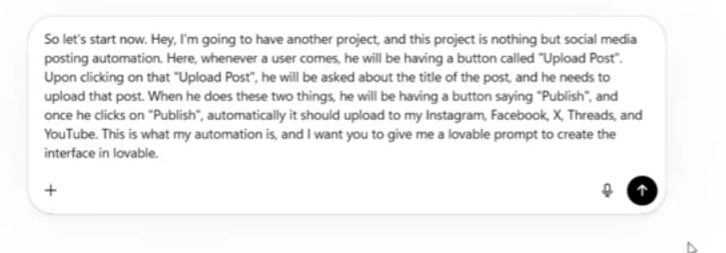 So let's start now. Hey, I'm going to have another project, and this project is nothing but social media
posting automation. Here, whenever a user comes, he will be having a button called "Upload Post".
Upon clicking on that "Upload Post", he will be asked about the title of the post, and he needs to
upload that post. When he does these two things, he will be having a button saying "Publish", and
once he clicks on "Publish", automatically it should upload to my Instagram, Facebook, X, Threads, and
YouTube. This is what my automation is, and I want you to give me a lovable prompt to create the
interface in lovable.